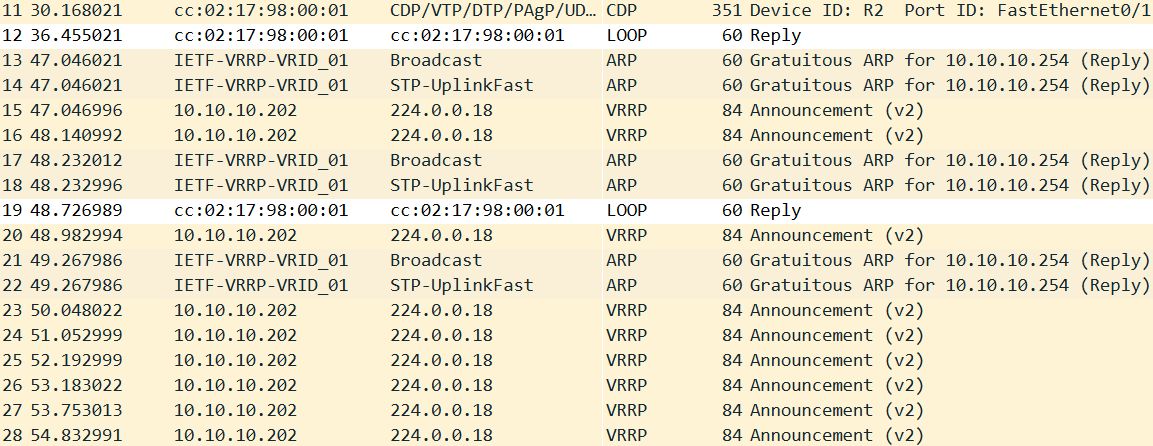 11 30.168021 cc:02:17:98:00:01 CDP/VTP/DTP/PAgP/UD… CDP 351 Device ID: R2 Port ID: FastEthernet0/1
12 36.455021 cc:02:17:98:00:01 cc:02:17:98:00:01 LOOP 60 Reply
13 47.046021 IETF-VRRP-VRID_01 Broadcast ARP 60 Gratuitous ARP for 10.10.10.254 (Reply)
14 47.046021 IETF-VRRP-VRID_01 STP-UplinkFast ARP 60 Gratuitous ARP for 10.10.10.254 (Reply)
15 47.046996 10.10.10.202 224.0.0.18 VRRP 84 Announcement (v2)
16 48.140992 10.10.10.202 224.0.0.18 VRRP 84 Announcement (v2)
17 48.232012 IETF-VRRP-VRID_01 Broadcast ARP 60 Gratuitous ARP for 10.10.10.254 (Reply)
18 48.232996 IETF-VRRP-VRID_01 STP-UplinkFast ARP 60 Gratuitous ARP for 10.10.10.254 (Reply)
19 48.726989 cc:02:17:98:00:01 cc:02:17:98:00:01 LOOP 60 Reply
20 48.982994 10.10.10.202 224.0.0.18 VRRP 84 Announcement (v2)
21 49.267986 IETF-VRRP-VRID_01 Broadcast ARP 60 Gratuitous ARP for 10.10.10.254 (Reply)
22 49.267986 IETF-VRRP-VRID_01 STP-UplinkFast ARP 60 Gratuitous ARP for 10.10.10.254 (Reply)
23 50.048022 10.10.10.202 224.0.0.18 VRRP 84 Announcement (v2)
24 51.052999 10.10.10.202 224.0.0.18 VRRP 84 Announcement (v2)
25 52.192999 10.10.10.202 224.0.0.18 VRRP 84 Announcement (v2)
26 53.183022 10.10.10.202 224.0.0.18 VRRP 84 Announcement (v2)
27 53.753013 10.10.10.202 224.0.0.18 VRRP 84 Announcement (v2)
28 54.832991 10.10.10.202 224.0.0.18 VRRP 84 Announcement (v2)